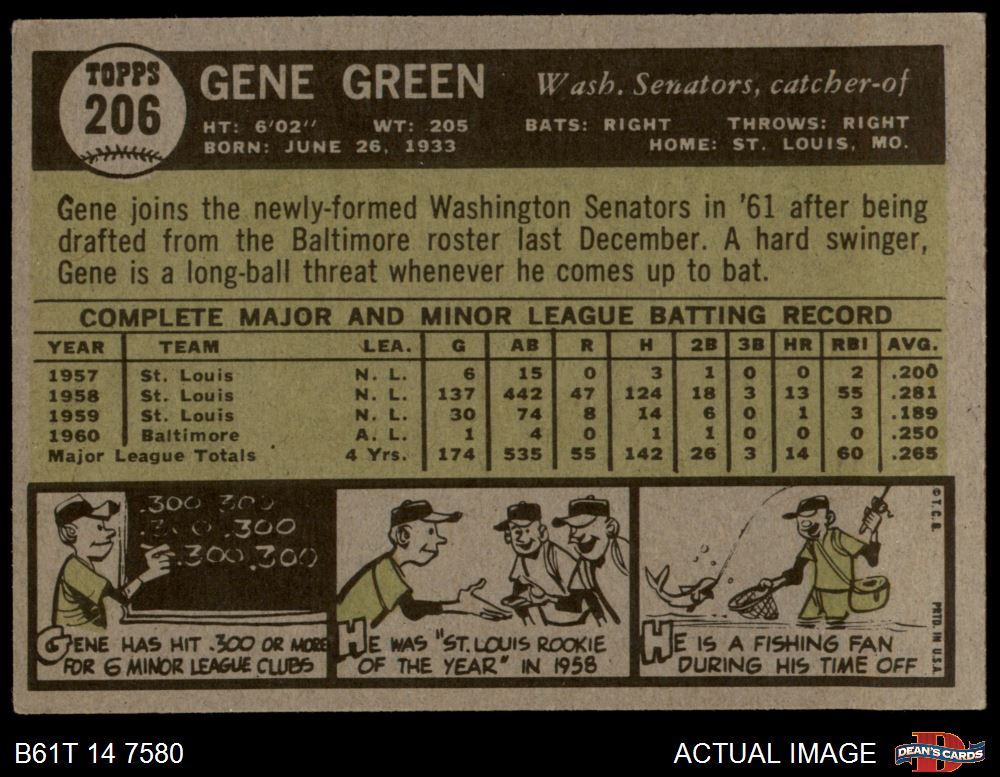 TOPPS
206
GENE GREEN
Wash. Senators, catcher-of
HT: 6'02'' WT: 205 BATS: RIGHT THROWS: RIGHT
BORN: JUNE 26, 1933 HOME: ST. LOUIS, MO.
Gene joins the newly-formed Washington Senators in '61 after being
drafted from the Baltimore roster last December. A hard swinger,
Gene is a long-ball threat whenever he comes up to bat.
COMPLETE MAJOR AND MINOR LEAGUE BATTING RECORD
YEAR TEAM LEA. G AB R H 2B 3B HR RBI AVG.
1957 St. Louis N. L. 6 15 0 3 1 0 0 2 .200
1958 St. Louis N. L. 137 442 47 124 18 3 13 55 .281
1959 St. Louis N. L. 30 74 8 14 6 0 1 3 .189
1960 Baltimore A. L. 1 4 0 1 1 0 0 0 .250
Major League Totals 4 Yrs. 174 535 55 142 26 3 14 60 .265
.300 300
.300 .300
.300 .300
GENE HAS HIT .300 OR MORE
FOR 6 MINOR LEAGUE CLUBS
HE WAS "ST. LOUIS ROOKIE
OF THE YEAR" IN 1958
HE IS A FISHING FAN
DURING HIS TIME OFF
© T. C. G.
PRTD. IN U.S.A.
B61T 14 7580
ACTUAL IMAGE
D
DEAN'S CARDS